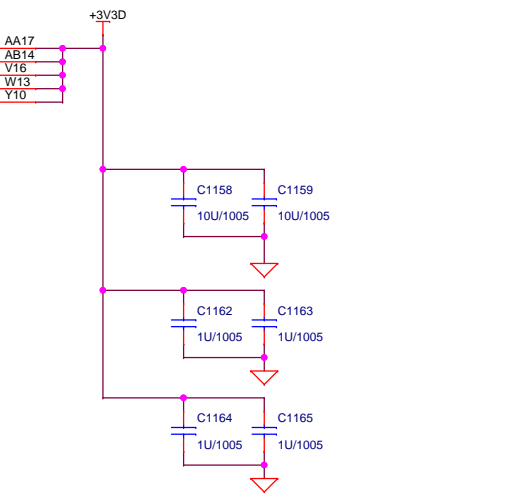 +3V3D
AA17
AB14
V16
W13
Y10
C1158 C1159
10U/1005 10U/1005
C1162 C1163
1U/1005 1U/1005
C1164 C1165
1U/1005 1U/1005